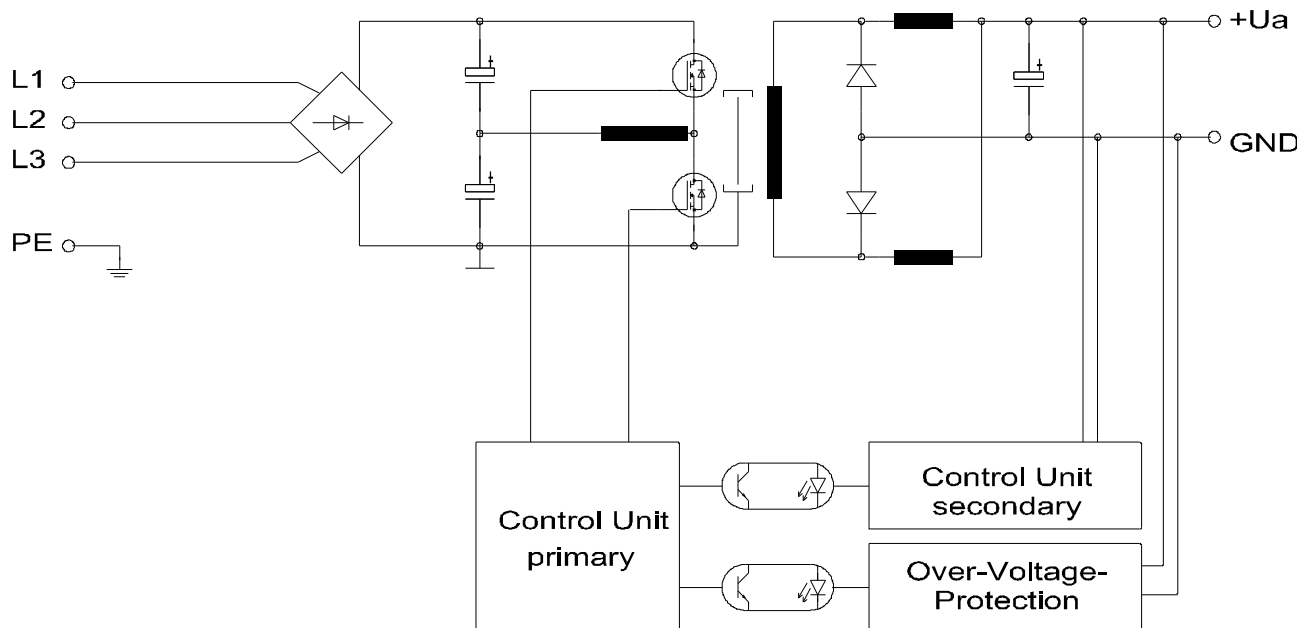 L1
L2
L3
PE
+Ua
GND
Control Unit
primary
Control Unit
secondary
Over-Voltage-
Protection